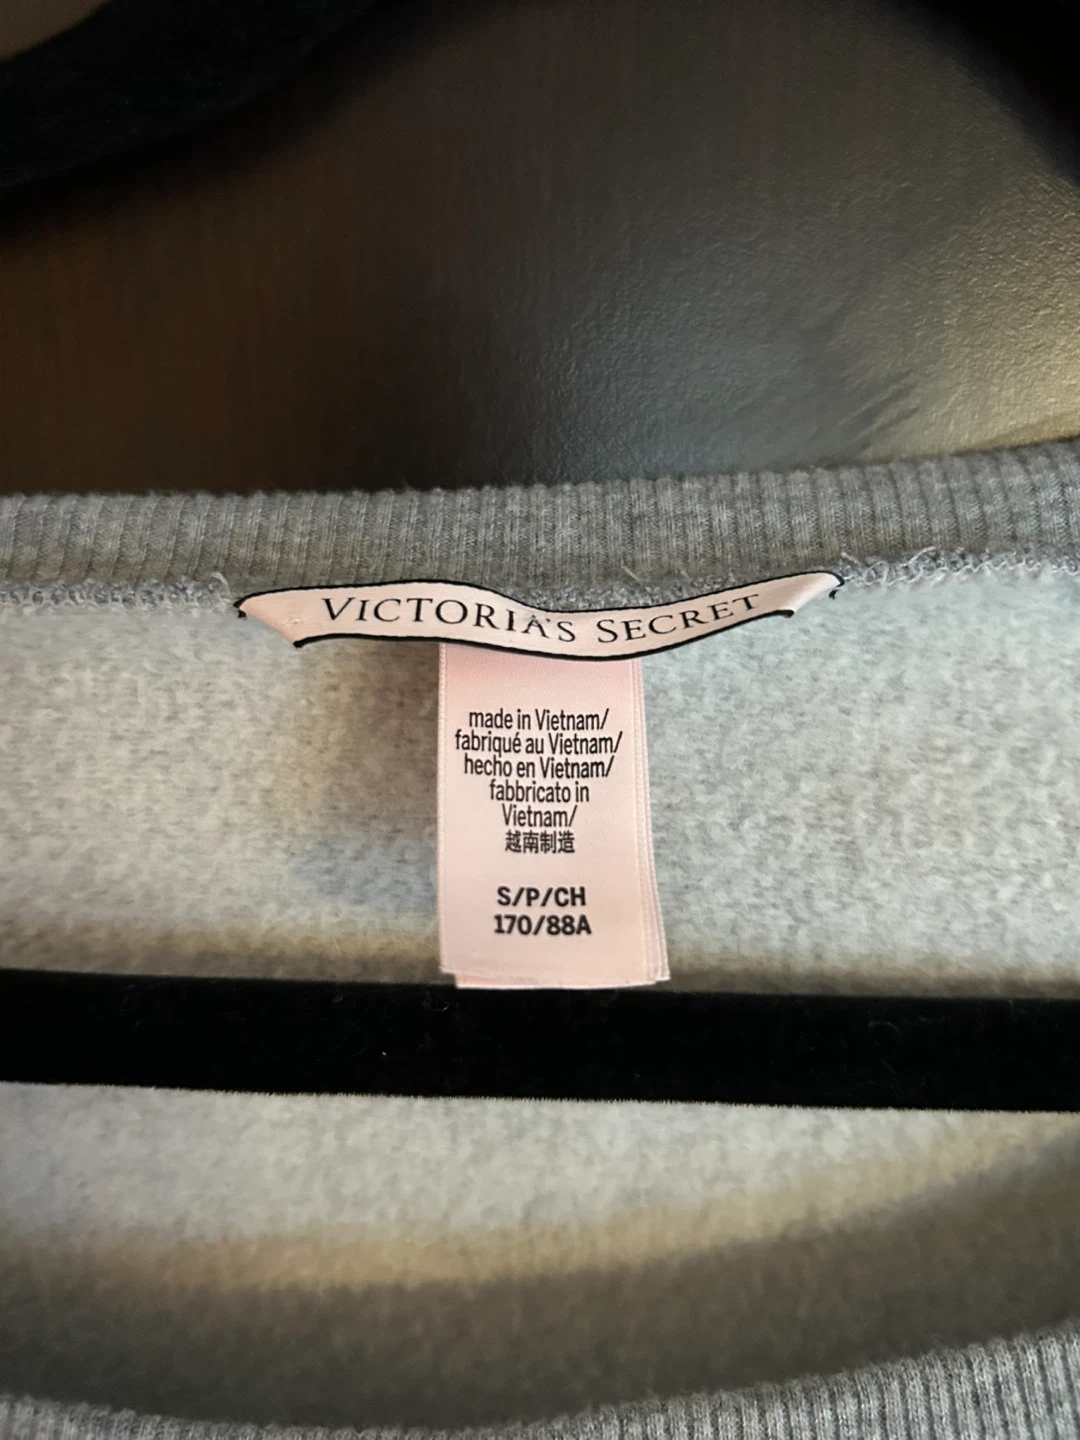 VICTORIA'S SECRET
made in Vietnam/
fabriqué au Vietnam/
hecho en Vietnam/
fabbricato in
Vietnam/
越南制造
S/P/CH
170/88A